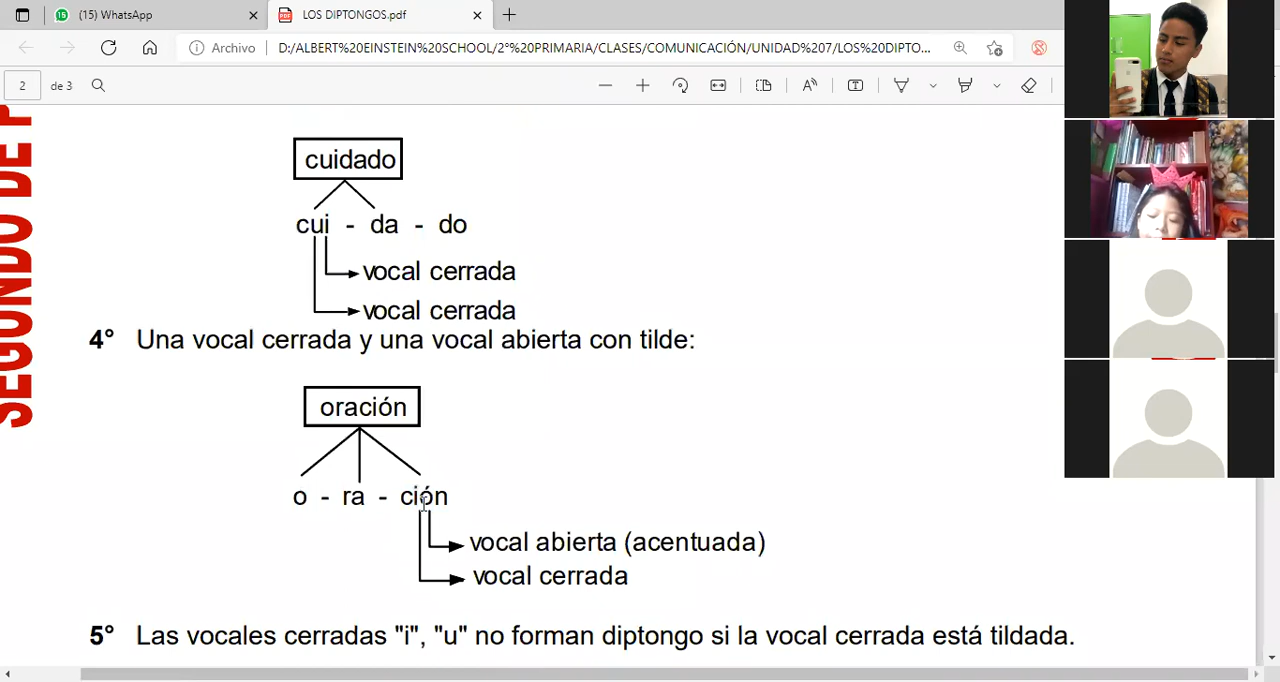 (15) WhatsApp
LOS DIPTONGOS.pdf
Archivo
D:/ALBERT%20EINSTEIN%20SCHOOL/2°%20PRIMARIA/CLASES/COMUNICACIÓN/UNIDAD%207/LOS%20DIPTO...
2
de 3
SEGUNDO DE P
cuidado
cui - da - do
vocal cerrada
vocal cerrada
4° Una vocal cerrada y una vocal abierta con tilde:
oración
o - ra - ción
vocal abierta (acentuada)
vocal cerrada
5° Las vocales cerradas "i", "u" no forman diptongo si la vocal cerrada está tildada.